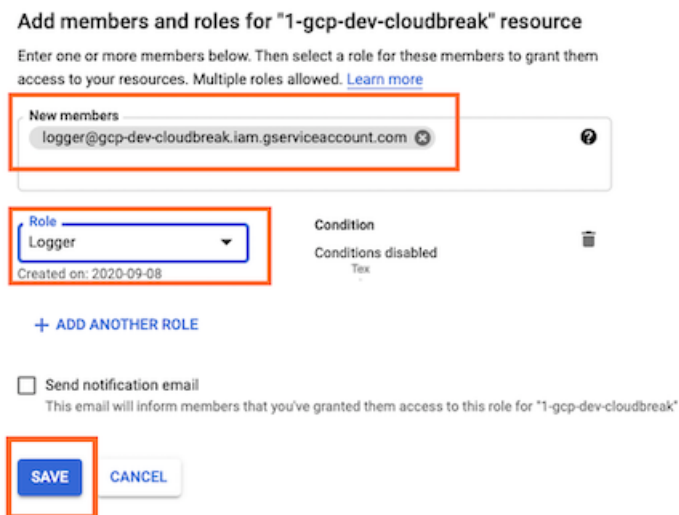 Add members and roles for "1-gcp-dev-cloudbreak" resource
Enter one or more members below. Then select a role for these members to grant them
access to your resources. Multiple roles allowed. Learn more
New members
logger@gcp-dev-cloudbreak.iam.gserviceaccount.com
Role
Logger
Created on: 2020-09-08
Condition
Conditions disabled
Tex
+ ADD ANOTHER ROLE
Send notification email
This email will inform members that you've granted them access to this role for "1-gcp-dev-cloudbreak"
SAVE
CANCEL